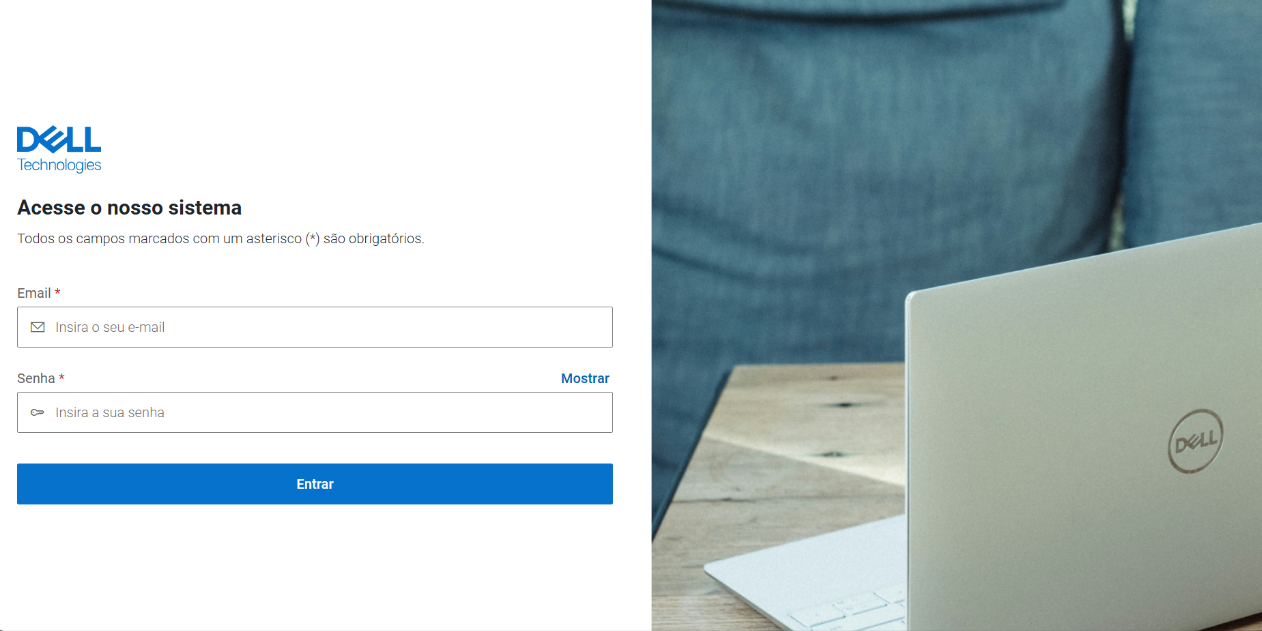 DELL
Technologies
Acesse o nosso sistema
Todos os campos marcados com um asterisco (*) são obrigatórios.
Email *
Insira o seu e-mail
Senha * Mostrar
Insira a sua senha
Entrar
DELL